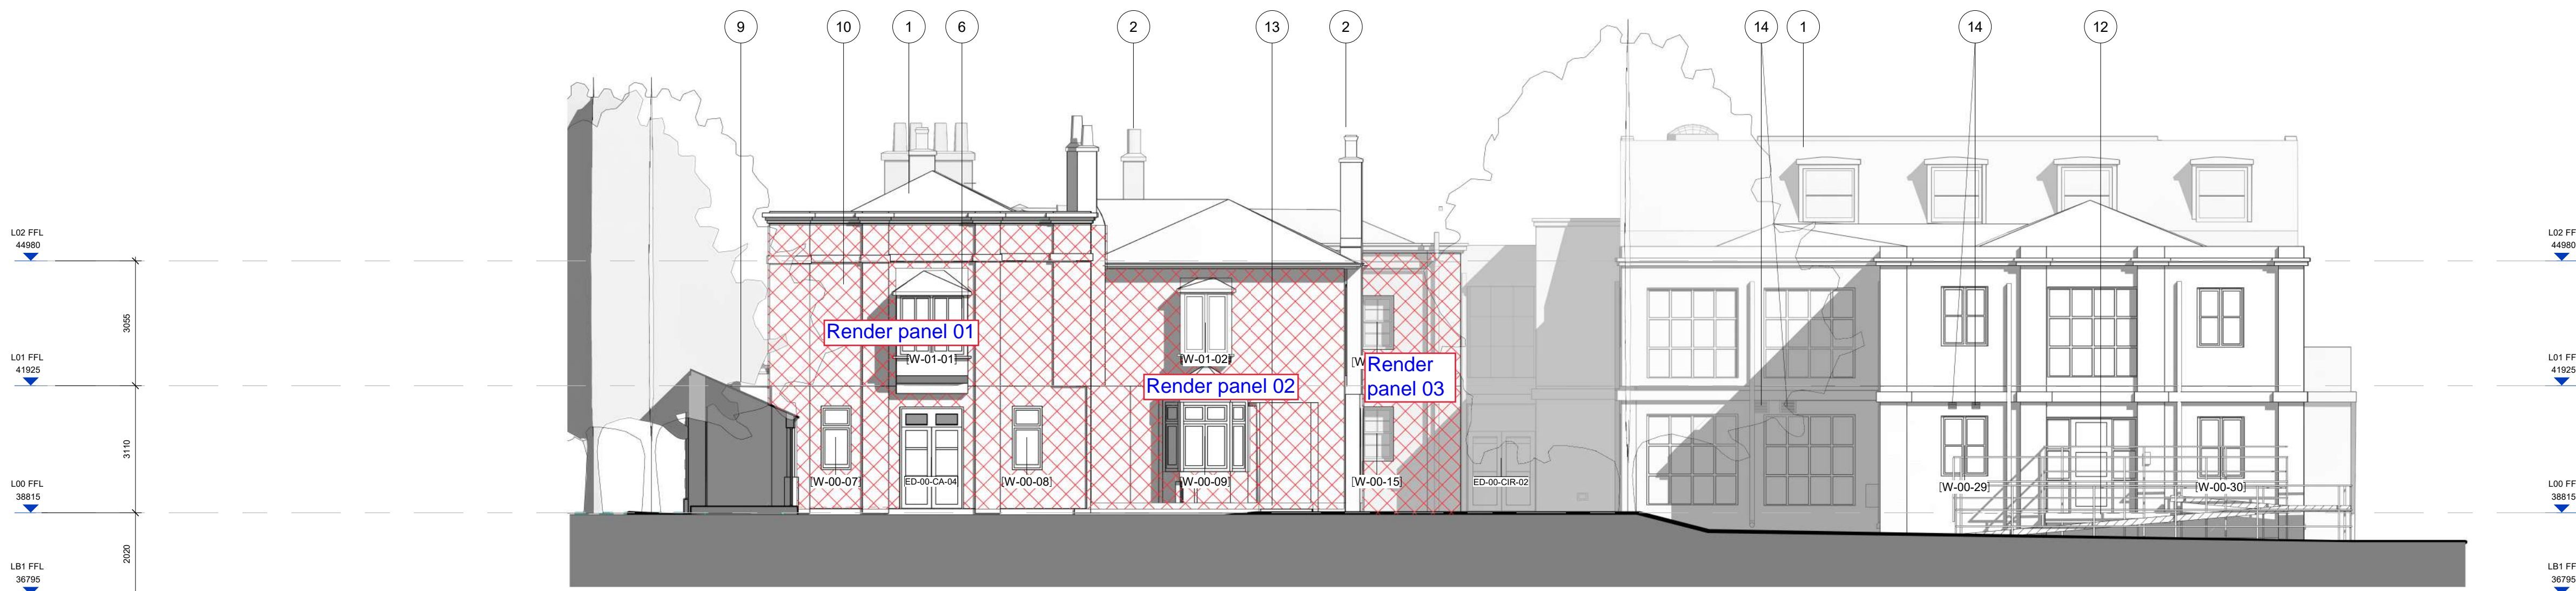 9
10
1
6
2
13
2
14
1
14
12
L02 FFL
44980
L02 FF
44980
3055
Render panel 01
[W-01-01]
[W-01-02]
[W
Render
panel 03
L01 FFL
41925
L01 FF
41925
Render panel 02
3110
[W-00-07]
ED-00-CA-04
[W-00-08]
[W-00-09]
[W-00-15]
ED-00-CIR-02
[W-00-29]
[W-00-30]
L00 FFL
38815
L00 FF
38815
2020
LB1 FFL
36795
LB1 FF
36795